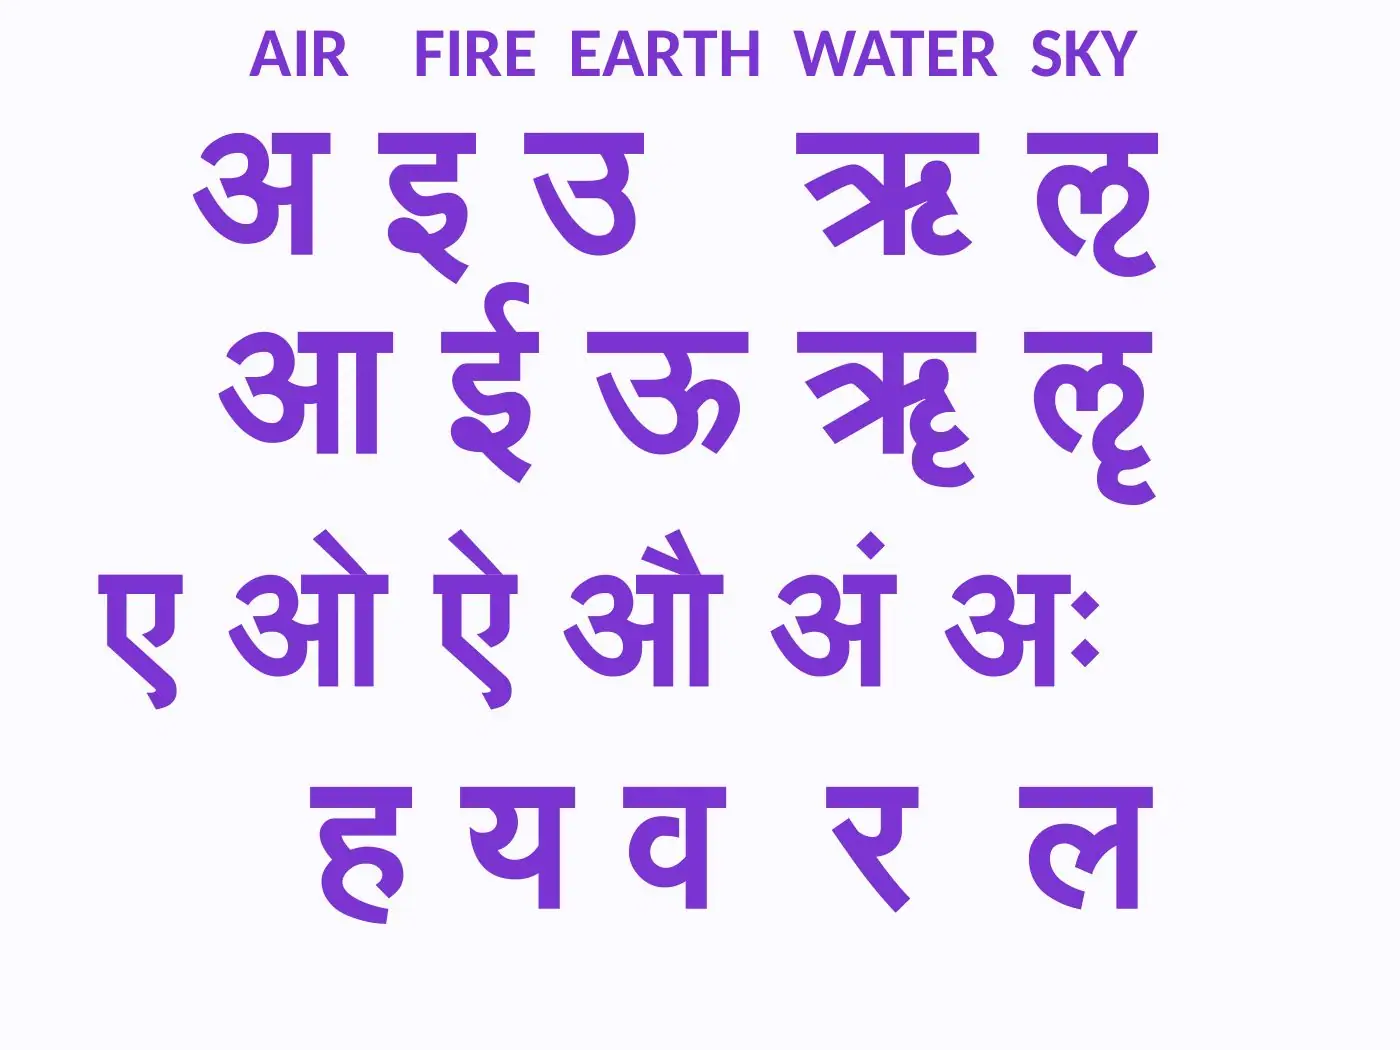 AIR FIRE EARTH WATER SKY
अ इ उ ऋ ऌ
आ ई ऊ ॠ ॡ
ए ओ ऐ औ अं अः
ह य व र ल